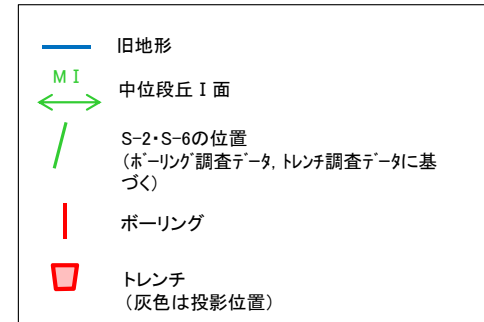 旧地形
MⅠ
中位段丘Ⅰ面
S-2・S-6の位置
(ﾎﾞｰﾘﾝｸﾞ調査ﾃﾞｰﾀ,ﾄﾚﾝﾁ調査ﾃﾞｰﾀに基
づく)
ボーリング
トレンチ
(灰色は投影位置)